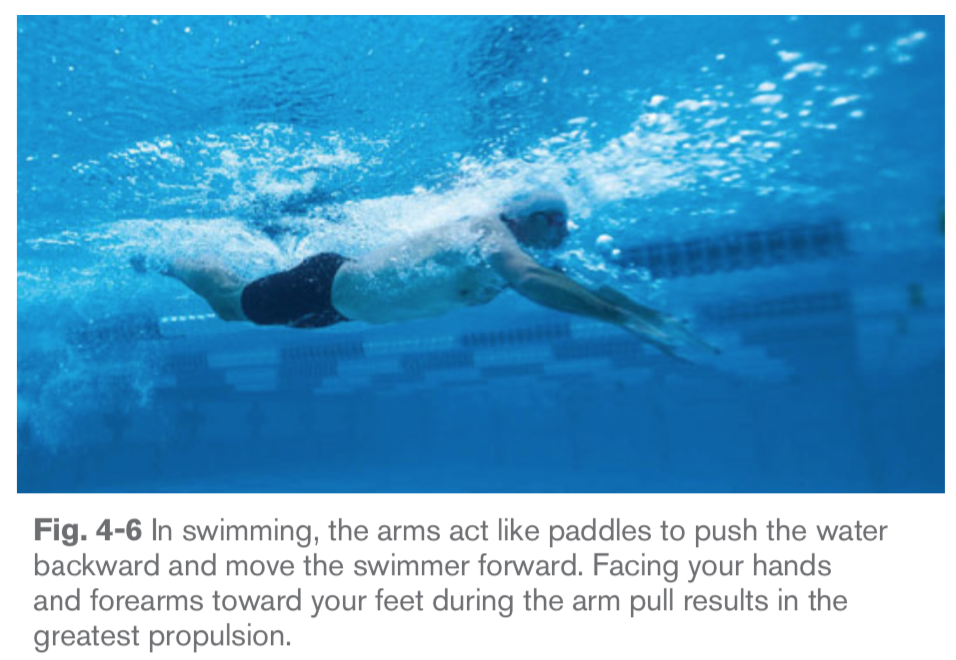 Fig. 4-6 In swimming, the arms act like paddles to push the water
backward and move the swimmer forward. Facing your hands
and forearms toward your feet during the arm pull results in the
greatest propulsion.